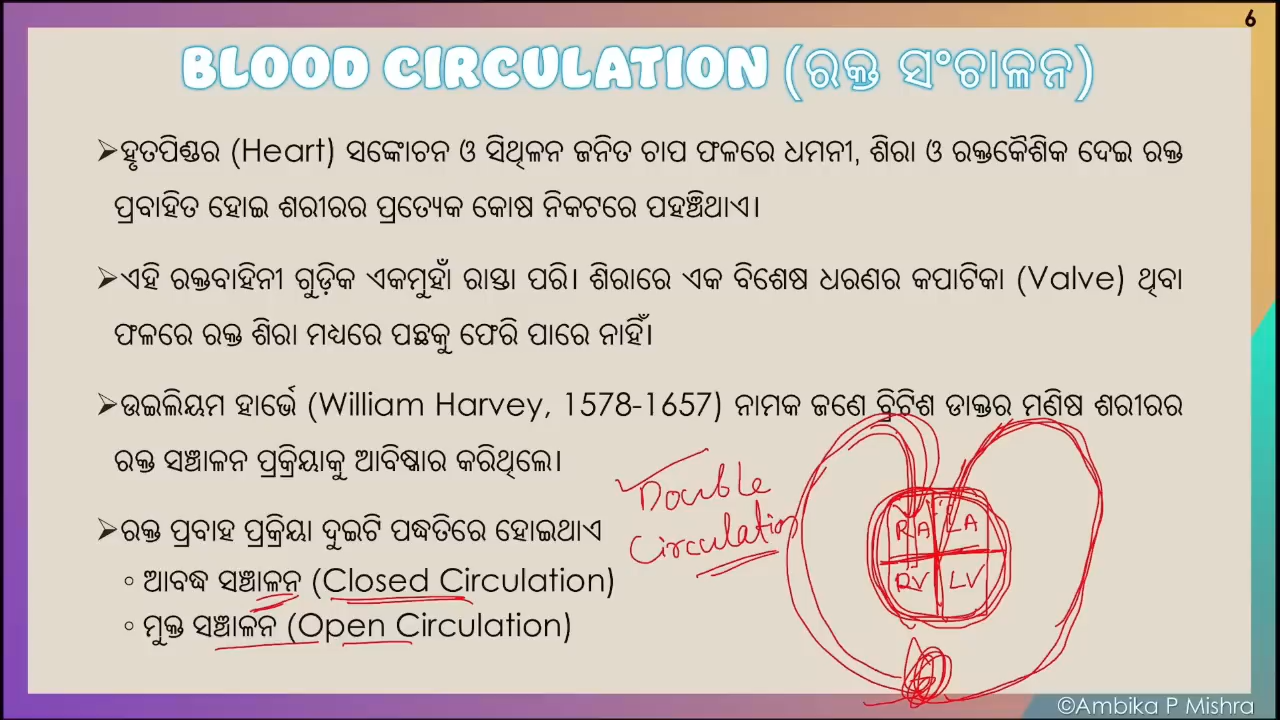 6
BLOOD CIRCULATION (ରକ୍ତ ସଂଚାଳନ)
➢ହୃତପିଣ୍ଡର (Heart) ସଙ୍କୋଚନ ଓ ସିଥିଳନ ଜନିତ ଚାପ ଫଳରେ ଧମନୀ, ଶିରା ଓ ରକ୍ତକୈଶିକ ଦେଇ ରକ୍ତ
ପ୍ରବାହିତ ହୋଇ ଶରୀରର ପ୍ରତ୍ୟେକ କୋଷ ନିକଟରେ ପହଞ୍ଚିଥାଏ।
➢ଏହି ରକ୍ତବାହିନୀ ଗୁଡ଼ିକ ଏକମୁହାଁ ରାସ୍ତା ପରି। ଶିରାରେ ଏକ ବିଶେଷ ଧରଣର କପାଟିକା (Valve) ଥିବା
ଫଳରେ ରକ୍ତ ଶିରା ମଧ୍ୟରେ ପଛକୁ ଫେରି ପାରେ ନାହିଁ।
➢ଉଇଲିୟମ ହାର୍ଭେ (William Harvey, 1578-1657) ନାମକ ଜଣେ ବ୍ରିଟିଶ ଡାକ୍ତର ମଣିଷ ଶରୀରର
ରକ୍ତ ସଞ୍ଚାଳନ ପ୍ରକ୍ରିୟାକୁ ଆବିଷ୍କାର କରିଥିଲେ।
➢ରକ୍ତ ପ୍ରବାହ ପ୍ରକ୍ରିୟା ଦୁଇଟି ପଦ୍ଧତିରେ ହୋଇଥାଏ
◦ ଆବଦ୍ଧ ସଞ୍ଚାଳନ (Closed Circulation)
◦ ମୁକ୍ତ ସଞ୍ଚାଳନ (Open Circulation)
Double
Circulation
RA LA
RV LV
©Ambika P Mishra